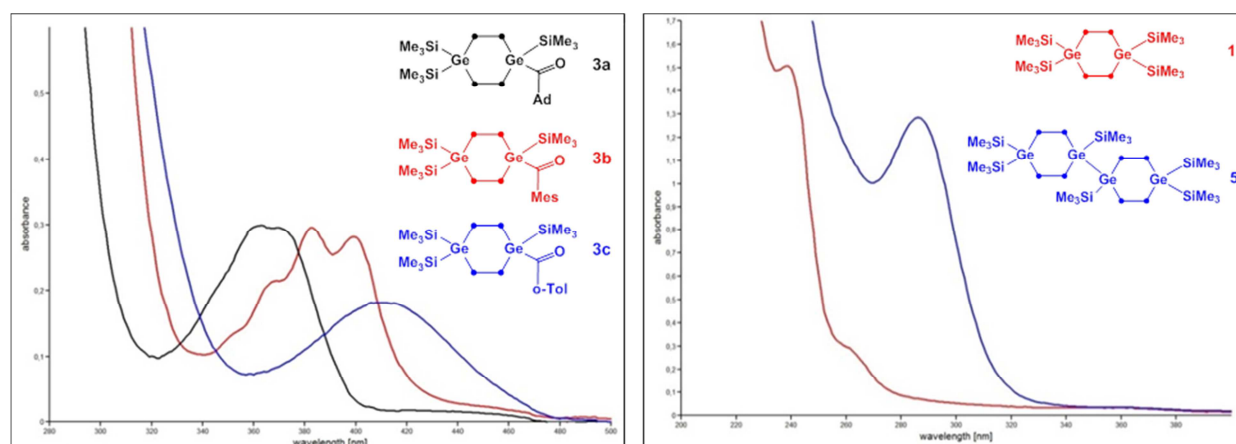 0,5
0,4
0,3
0,2
0,1
0
absorbance
280 300 320 340 360 380 400 420 440 460 480 500
wavelength [nm]
Me₃Si SiMe₃
Ge Ge O 3a
Me₃Si
Ad
Me₃Si SiMe₃
Ge Ge O 3b
Me₃Si
Mes
Me₃Si SiMe₃
Ge Ge O 3c
Me₃Si
o-Tol
1,7
1,6
1,5
1,4
1,3
1,2
1,1
1
0,9
0,8
0,7
0,6
0,5
0,4
0,3
0,2
0,1
0
absorbance
200 220 240 260 280 300 320 340 360 380
wavelength [nm]
Me₃Si SiMe₃ 1
Ge Ge
Me₃Si SiMe₃
Me₃Si SiMe₃
Ge Ge SiMe₃
Me₃Si Ge Ge 5
Me₃Si SiMe₃